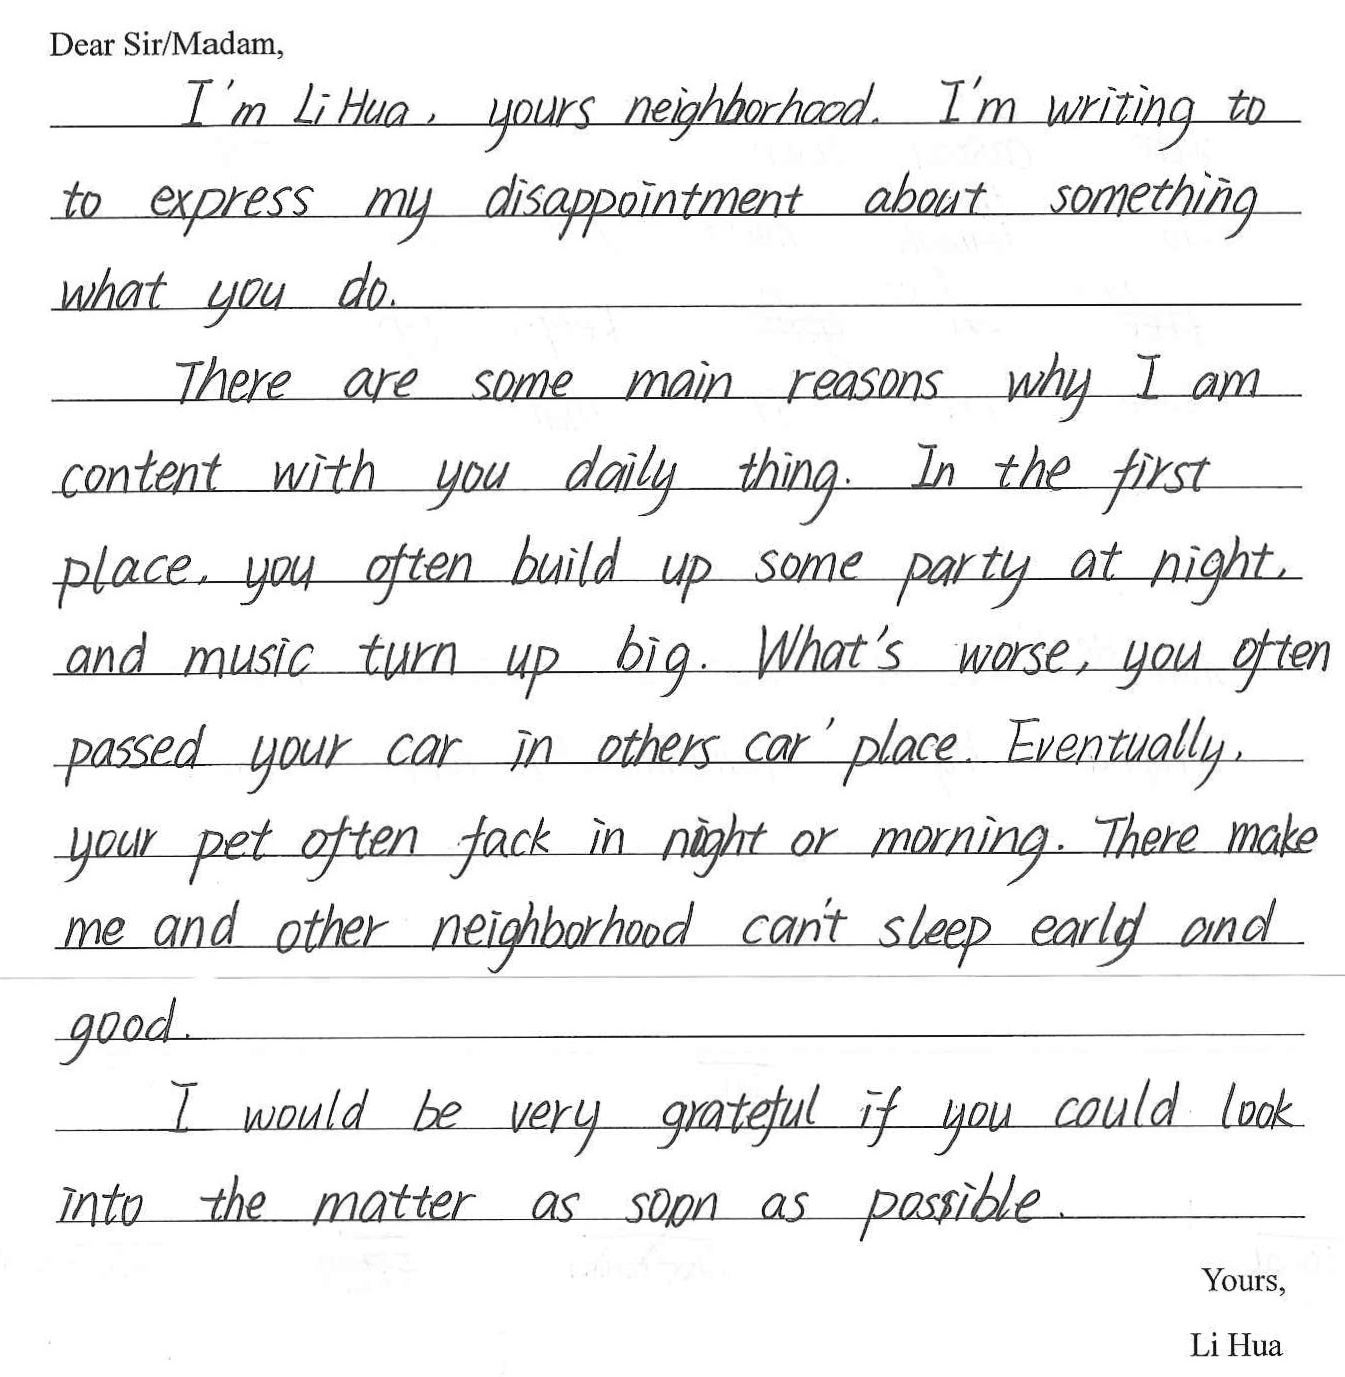 Dear Sir/Madam,
I'm Li Hua, yours neighborhood. I'm writing to
to express my disappointment about something
what you do.
There are some main reasons why I am
content with you daily thing. In the first
place, you often build up some party at night,
and music turn up big. What's worse, you often
passed your car in others car' place. Eventually,
your pet often fack in night or morning. There make
me and other neighborhood can't sleep early and
good.
I would be very grateful if you could look
into the matter as soon as possible.
Yours,
Li Hua